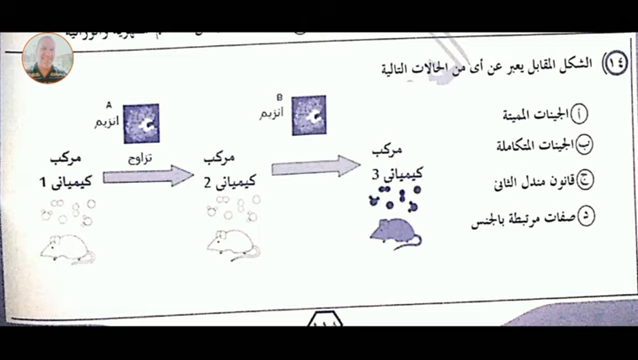 ١٤ الشكل المقابل يعبر عن أى من الحالات التالية
أ الجينات المميتة
ب الجينات المتكاملة
ج قانون مندل الثانى
د صفات مرتبطة بالجنس
A
انزيم
B
انزيم
مركب
كيميائى 1
تزاوج
مركب
كيميائى 2
مركب
كيميائى 3